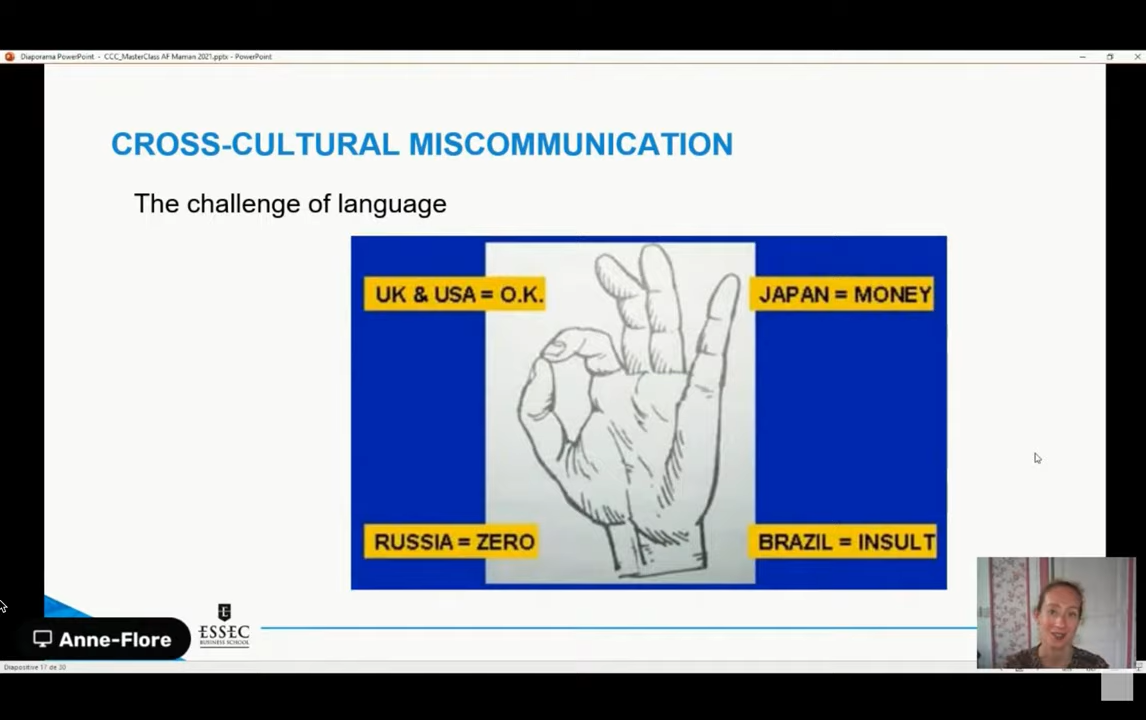 Diaporama PowerPoint - CCC_MasterClass AF Maman 2021.pptx - PowerPoint
CROSS-CULTURAL MISCOMMUNICATION
The challenge of language
UK & USA = O.K.
JAPAN = MONEY
RUSSIA = ZERO
BRAZIL = INSULT
Anne-Flore
ESSEC
BUSINESS SCHOOL
Diapositive 17 de 30